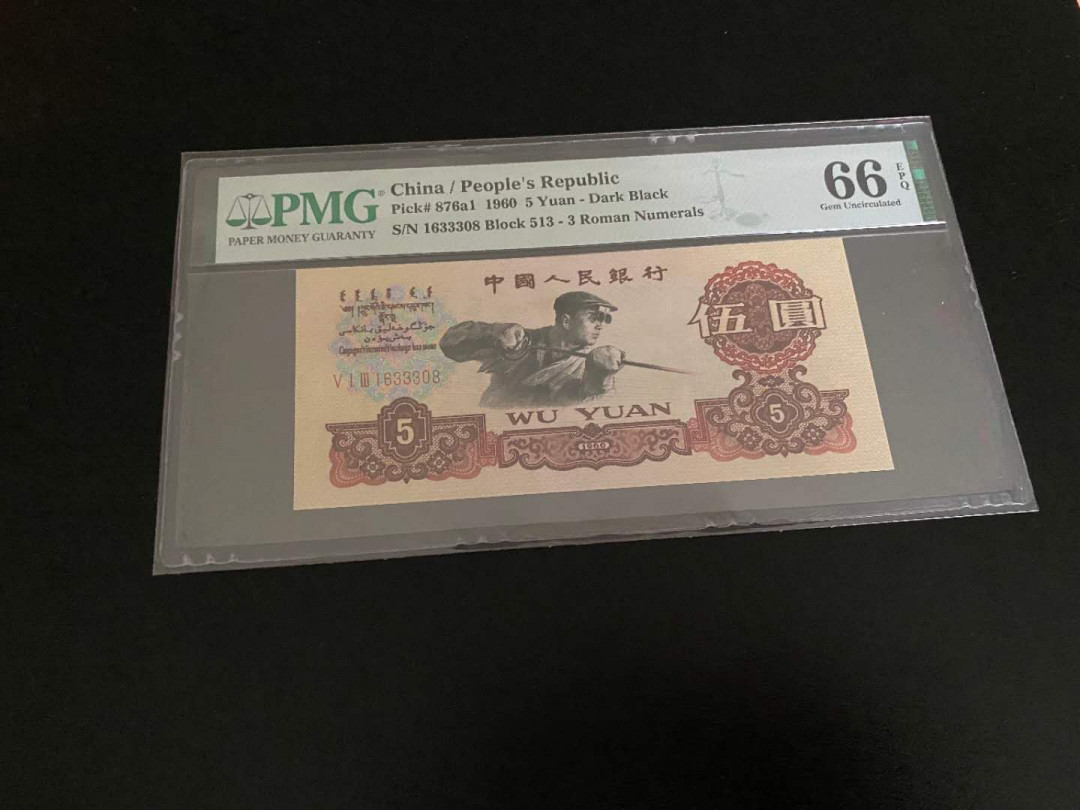 PMG
PAPER MONEY GUARANTY
China / People's Republic
Pick# 876a1 1960 5 Yuan - Dark Black
S/N 1633308 Block 513 - 3 Roman Numerals
66
EPQ
Gem Uncirculated
中國人民銀行
伍圓
V I III 1633308
WU YUAN
5
1960
5